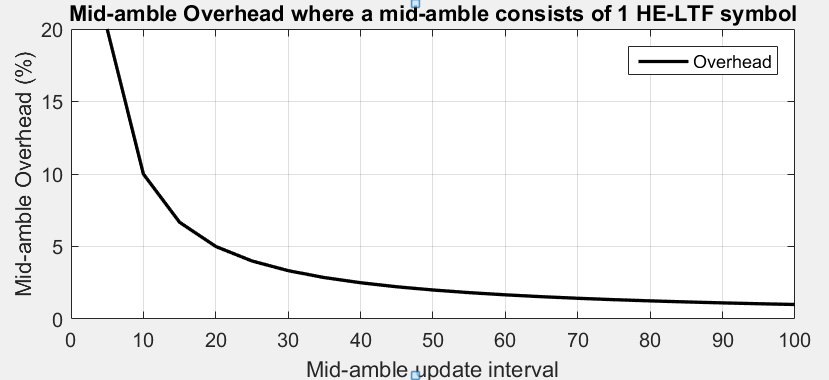 Mid-amble Overhead where a mid-amble consists of 1 HE-LTF symbol
Overhead
Mid-amble Overhead (%)
20
15
10
5
0
0 10 20 30 40 50 60 70 80 90 100
Mid-amble update interval